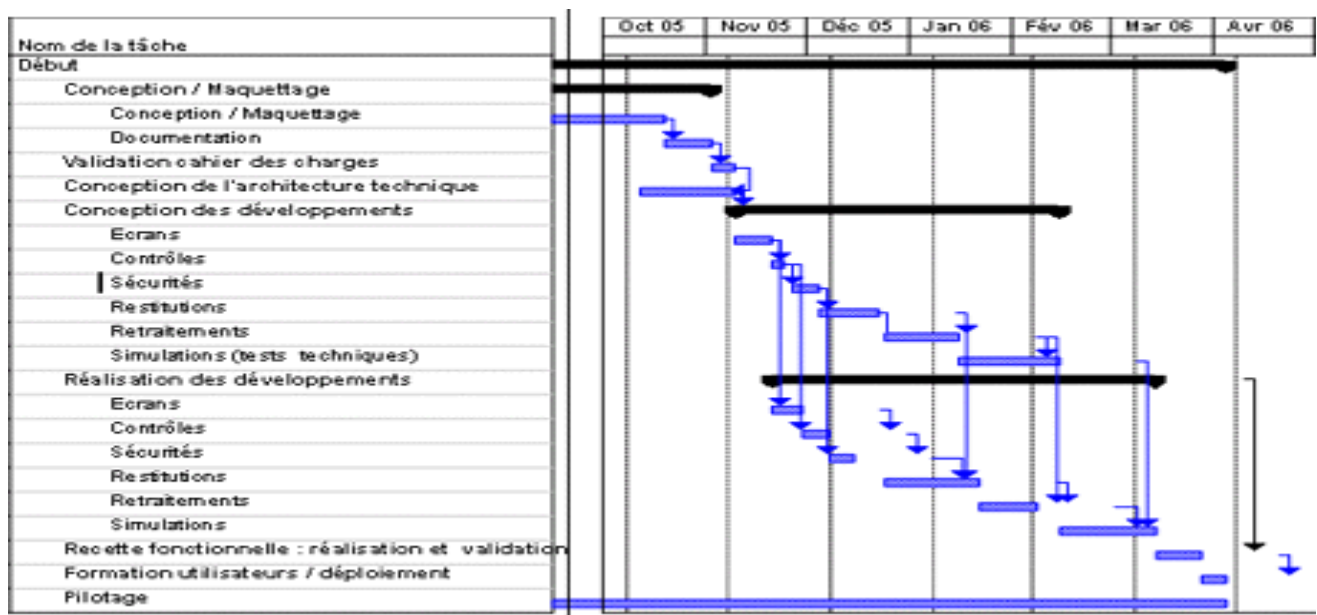 Oct 05 Nov 05 Déc 05 Jan 06 Fév 06 Mar 06 Avr 06
Nom de la tâche
Début
Conception / Maquettage
Conception / Maquettage
Documentation
Validation cahier des charges
Conception de l'architecture technique
Conception des développements
Ecrans
Contrôles
Sécurités
Restitutions
Retraitements
Simulations (tests techniques)
Réalisation des développements
Ecrans
Contrôles
Sécurités
Restitutions
Retraitements
Simulations
Recette fonctionnelle : réalisation et validation
Formation utilisateurs / déploiement
Pilotage